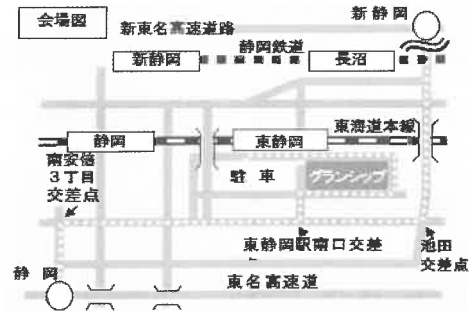 会場図
新静岡
新東名高速道路
静岡鉄道
新静岡
長沼
東海道本線
静岡
東静岡
南安倍
3丁目
交差点
駐車
グランシップ
東静岡駅南口交差
池田
交差点
静岡
東名高速道